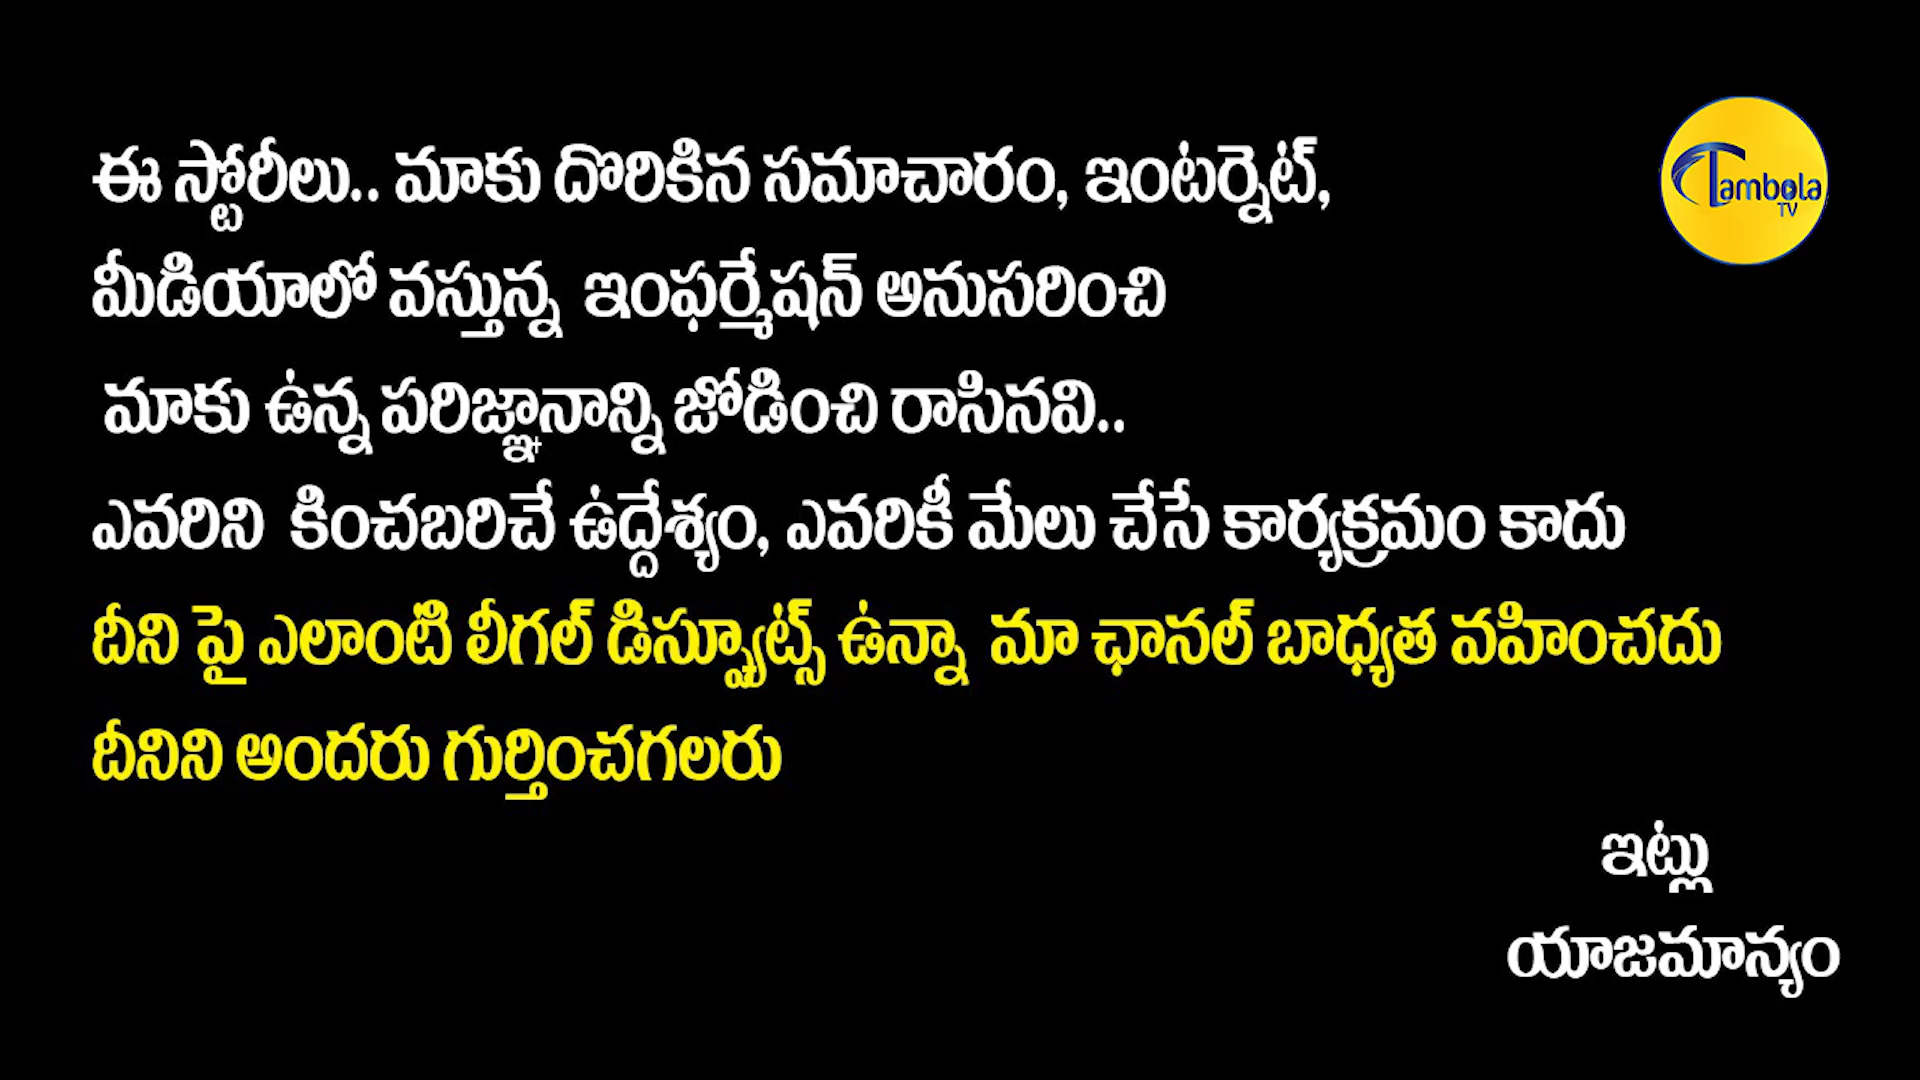 ఈ స్టోరీలు.. మాకు దొరికిన సమాచారం, ఇంటర్నెట్,
Tambola
TV
మీడియాలో వస్తున్న ఇంఫర్మేషన్ అనుసరించి
మాకు ఉన్న పరిజ్ఞానాన్ని జోడించి రాసినవి..
ఎవరిని కించబరిచే ఉద్దేశ్యం, ఎవరికీ మేలు చేసే కార్యక్రమం కాదు
దీని పై ఎలాంటి లీగల్ డిస్ప్యూట్స్ ఉన్నా మా ఛానల్ బాధ్యత వహించదు
దీనిని అందరు గుర్తించగలరు
ఇట్లు
యాజమాన్యం